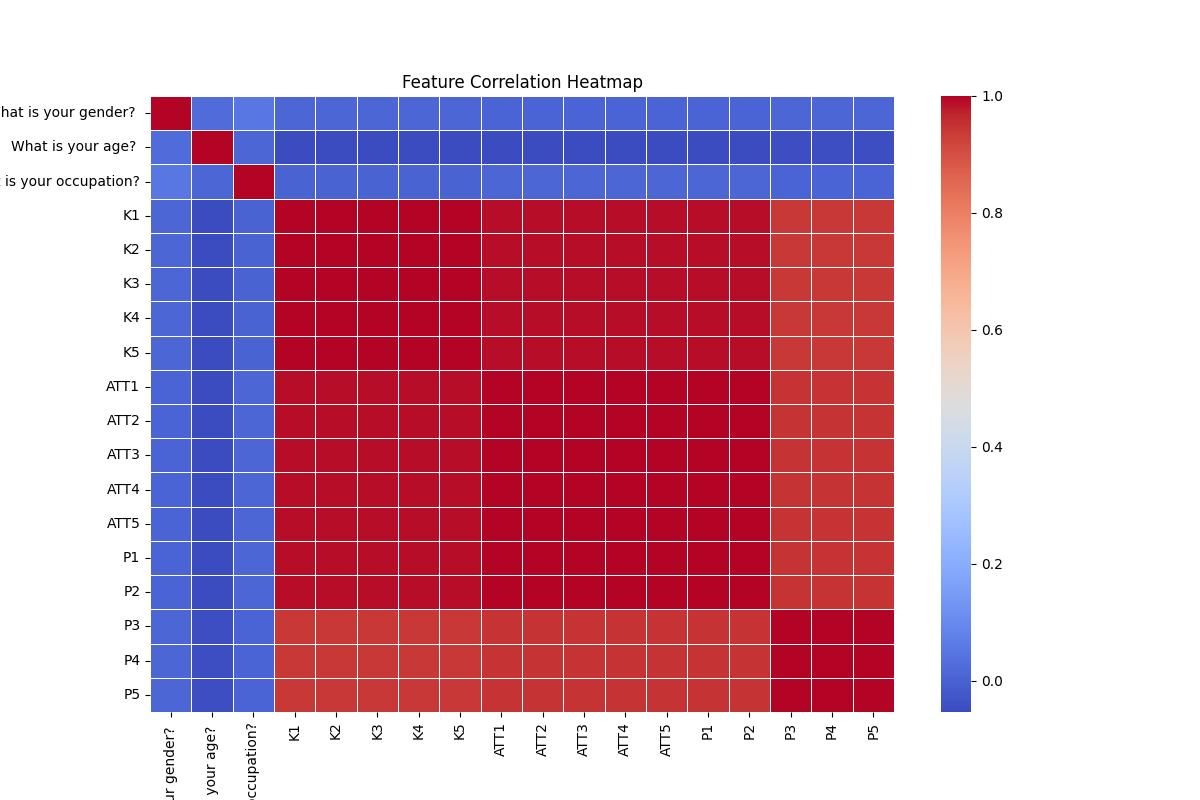 Feature Correlation Heatmap
hat is your gender?
What is your age?
is your occupation?
K1
K2
K3
K4
K5
ATT1
ATT2
ATT3
ATT4
ATT5
P1
P2
P3
P4
P5
ur gender?
your age?
occupation?
K1
K2
K3
K4
K5
ATT1
ATT2
ATT3
ATT4
ATT5
P1
P2
P3
P4
P5
1.0
0.8
0.6
0.4
0.2
0.0